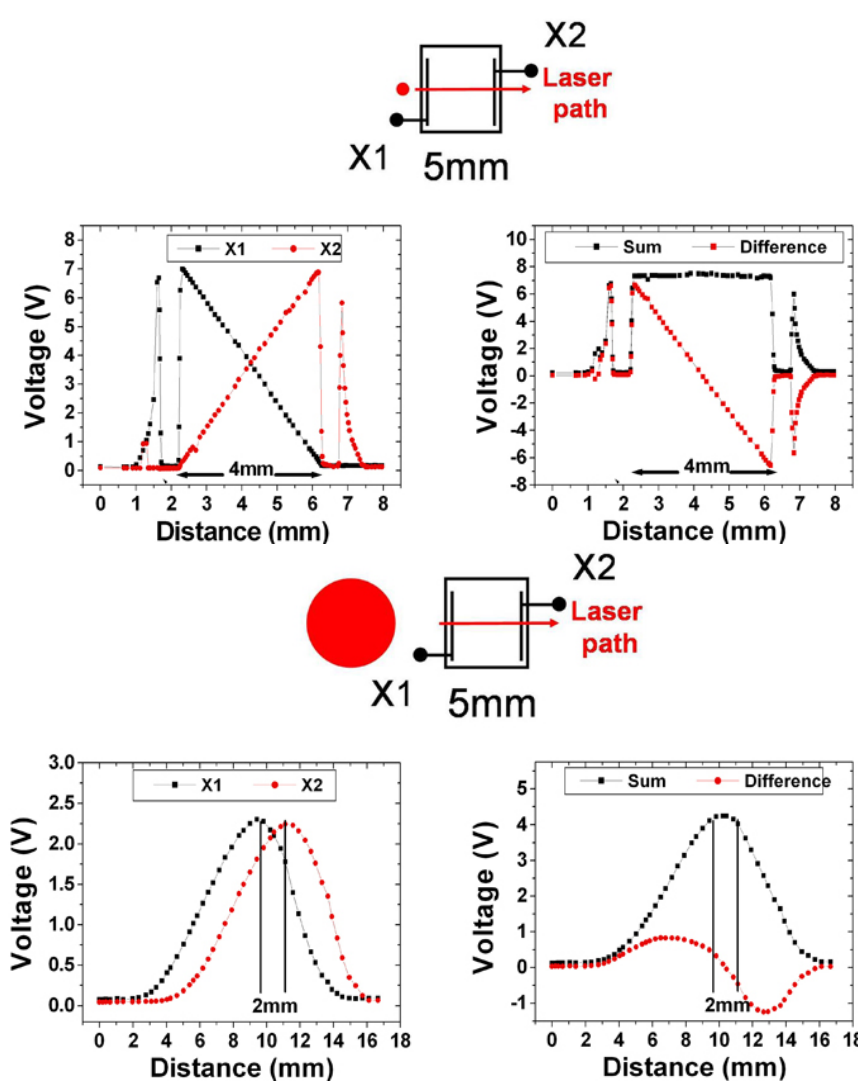 X2
Laser
path
X1
5mm
X1 X2
8
7
6
5
4
3
2
1
0
Voltage (V)
4mm
0 1 2 3 4 5 6 7 8
Distance (mm)
Sum Difference
10
8
6
4
2
0
-2
-4
-6
-8
Voltage (V)
4mm
0 1 2 3 4 5 6 7 8
Distance (mm)
X2
Laser
path
X1
5mm
X1 X2
3.0
2.5
2.0
1.5
1.0
0.5
0.0
Voltage (V)
2mm
0 2 4 6 8 10 12 14 16 18
Distance (mm)
Sum Difference
5
4
3
2
1
0
-1
Voltage (V)
2mm
0 2 4 6 8 10 12 14 16 18
Distance (mm)